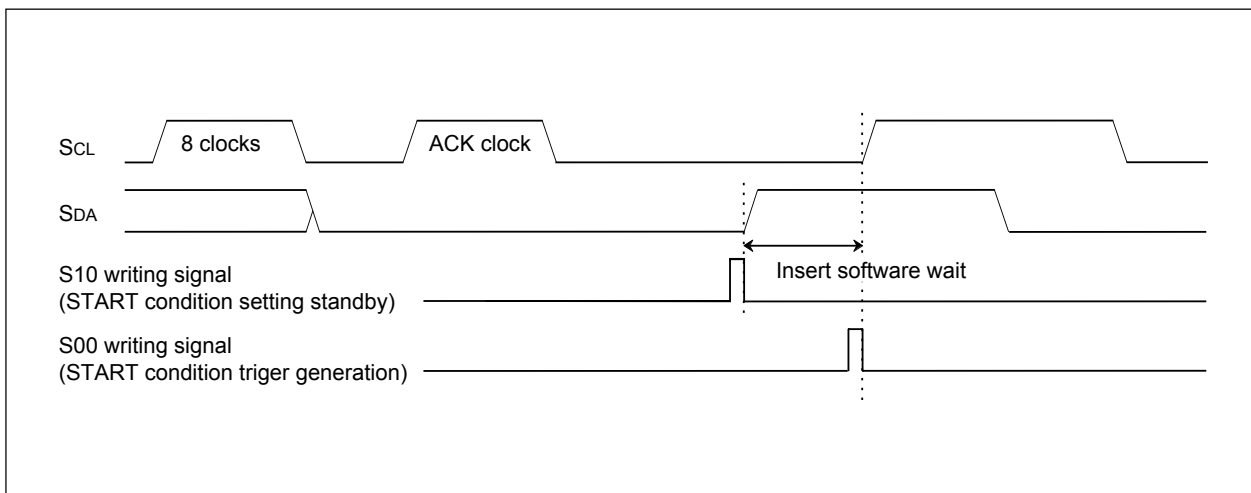 SCL
8 clocks
ACK clock
SDA
Insert software wait
S10 writing signal
(START condition setting standby)
S00 writing signal
(START condition triger generation)